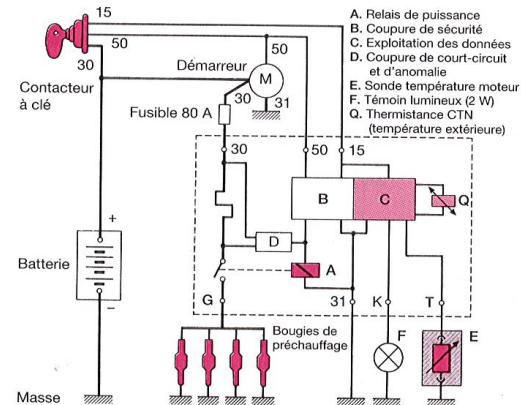 15
50
30
Contacteur
à clé
Démarreur
50
M
30
31
Fusible 80 A
A. Relais de puissance
B. Coupure de sécurité
C. Exploitation des données
D. Coupure de court-circuit
et d'anomalie
E. Sonde température moteur
F. Témoin lumineux (2 W)
Q. Thermistance CTN
(température extérieure)
30
50
15
B
C
Q
D
A
+
Batterie
–
G
31
K
T
Bougies de
préchauffage
F
E
Masse